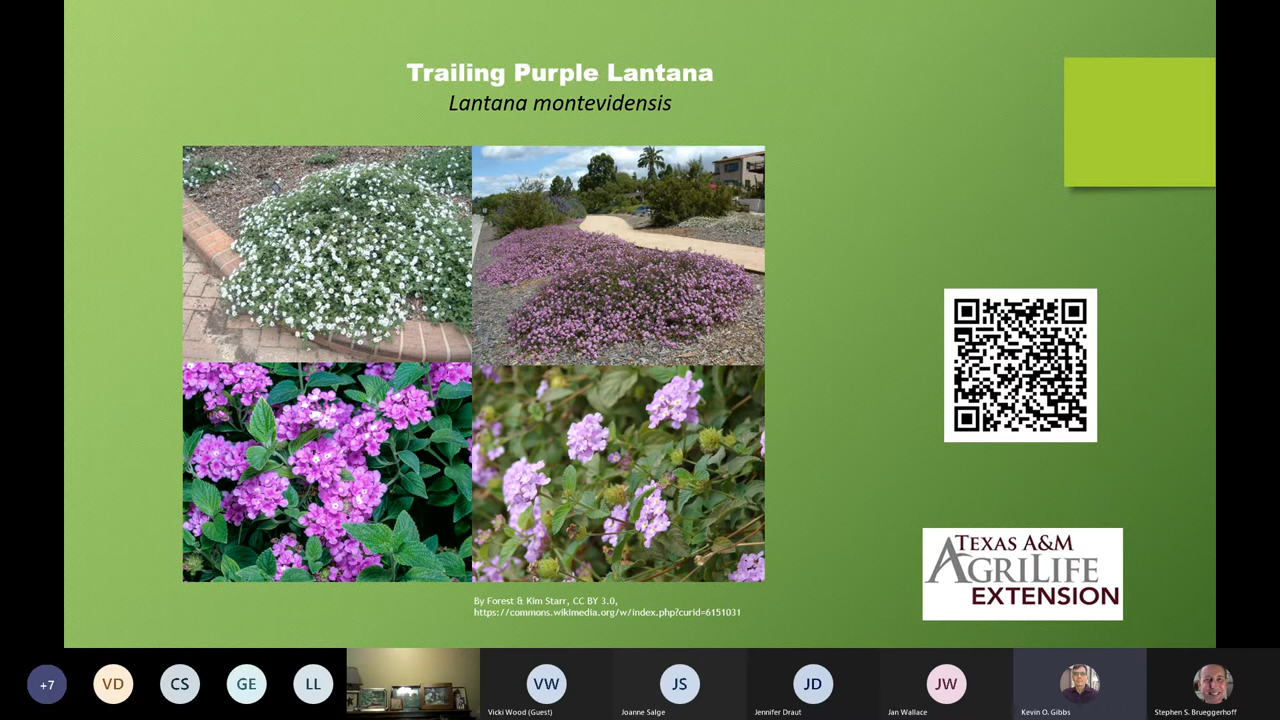 Trailing Purple Lantana
Lantana montevidensis
By Forest & Kim Starr, CC BY 3.0,
https://commons.wikimedia.org/w/index.php?curid=6151031
TEXAS A&M
AGRILIFE
EXTENSION
+7
VD
CS
GE
LL
VW
JS
JD
JW
Vicki Wood (Guest)
Joanne Salge
Jennifer Draut
Jan Wallace
Kevin O. Gibbs
Stephen S. Brueggerhoff